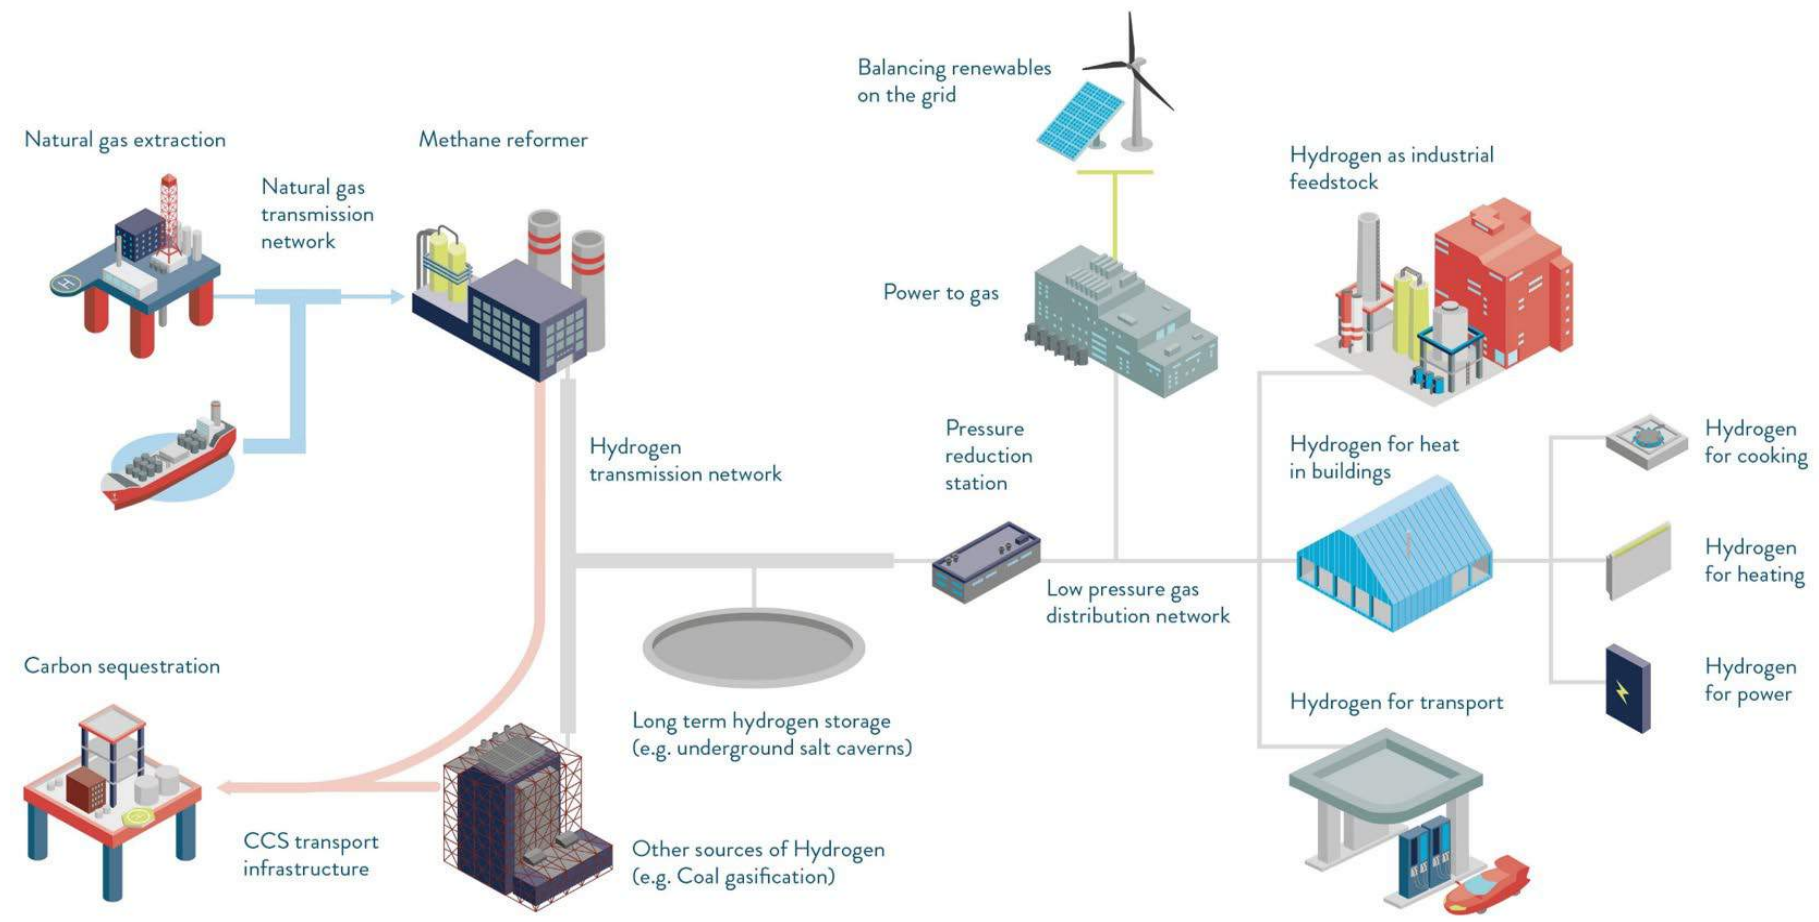 Balancing renewables
on the grid
Natural gas extraction
Methane reformer
Hydrogen as industrial
feedstock
Natural gas
transmission
network
Power to gas
Hydrogen
transmission network
Pressure
reduction
station
Hydrogen for heat
in buildings
Hydrogen
for cooking
Hydrogen
for heating
Low pressure gas
distribution network
Carbon sequestration
Hydrogen
for power
Hydrogen for transport
Long term hydrogen storage
(e.g. underground salt caverns)
CCS transport
infrastructure
Other sources of Hydrogen
(e.g. Coal gasification)